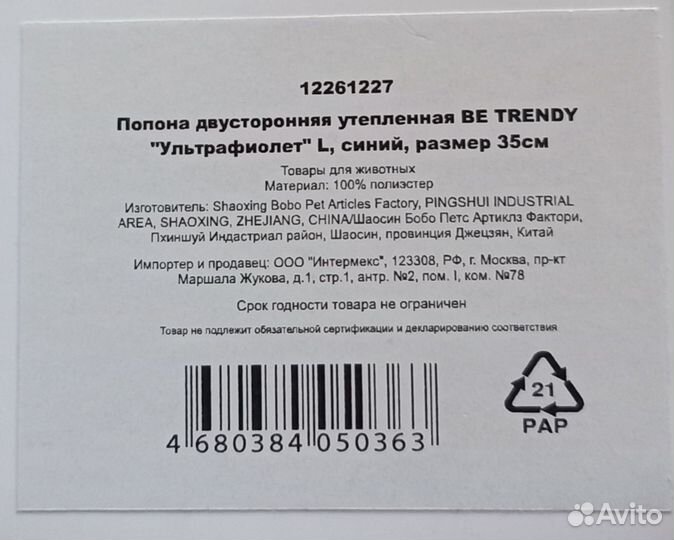 12261227
Попона двусторонняя утепленная BE TRENDY
"Ультрафиолет" L, синий, размер 35см
Товары для животных
Материал: 100% полиэстер
Изготовитель: Shaoxing Bobo Pet Articles Factory, PINGSHUI INDUSTRIAL
AREA, SHAOXING, ZHEJIANG, CHINA/Шаосин Бобо Петс Артиклз Фактори,
Пхиншуй Индастриал район, Шаосин, провинция Джецзян, Китай
Импортер и продавец: ООО "Интермекс", 123308, РФ, г. Москва, пр-кт
Маршала Жукова, д.1, стр.1, антр. №2, пом. I, ком. №78
Срок годности товара не ограничен
Товар не подлежит обязательной сертификации и декларированию соответствия
4 680384 050363
21
PAP
Avito